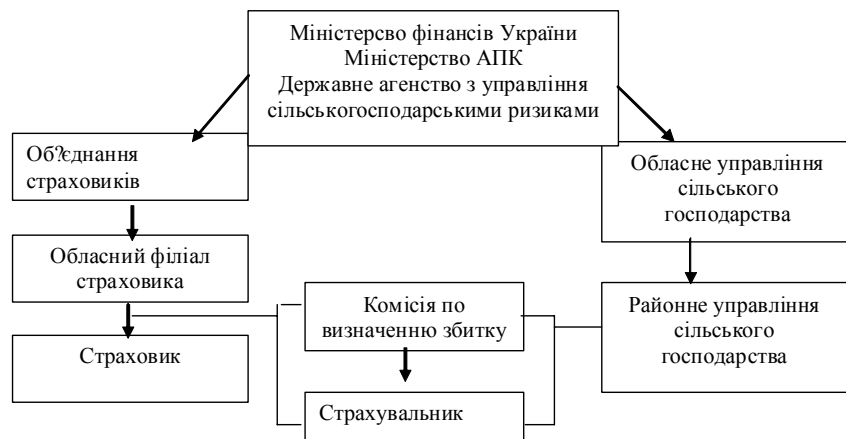 Міністерсво фінансів України
Міністерство АПК
Державне агенство з управління
сільськогосподарськими ризиками
Об?єднання
страховиків
Обласне управління
сільського
господарства
Обласний філіал
страховика
Комісія по
визначенню збитку
Районне управління
сільського
господарства
Страховик
Страхувальник